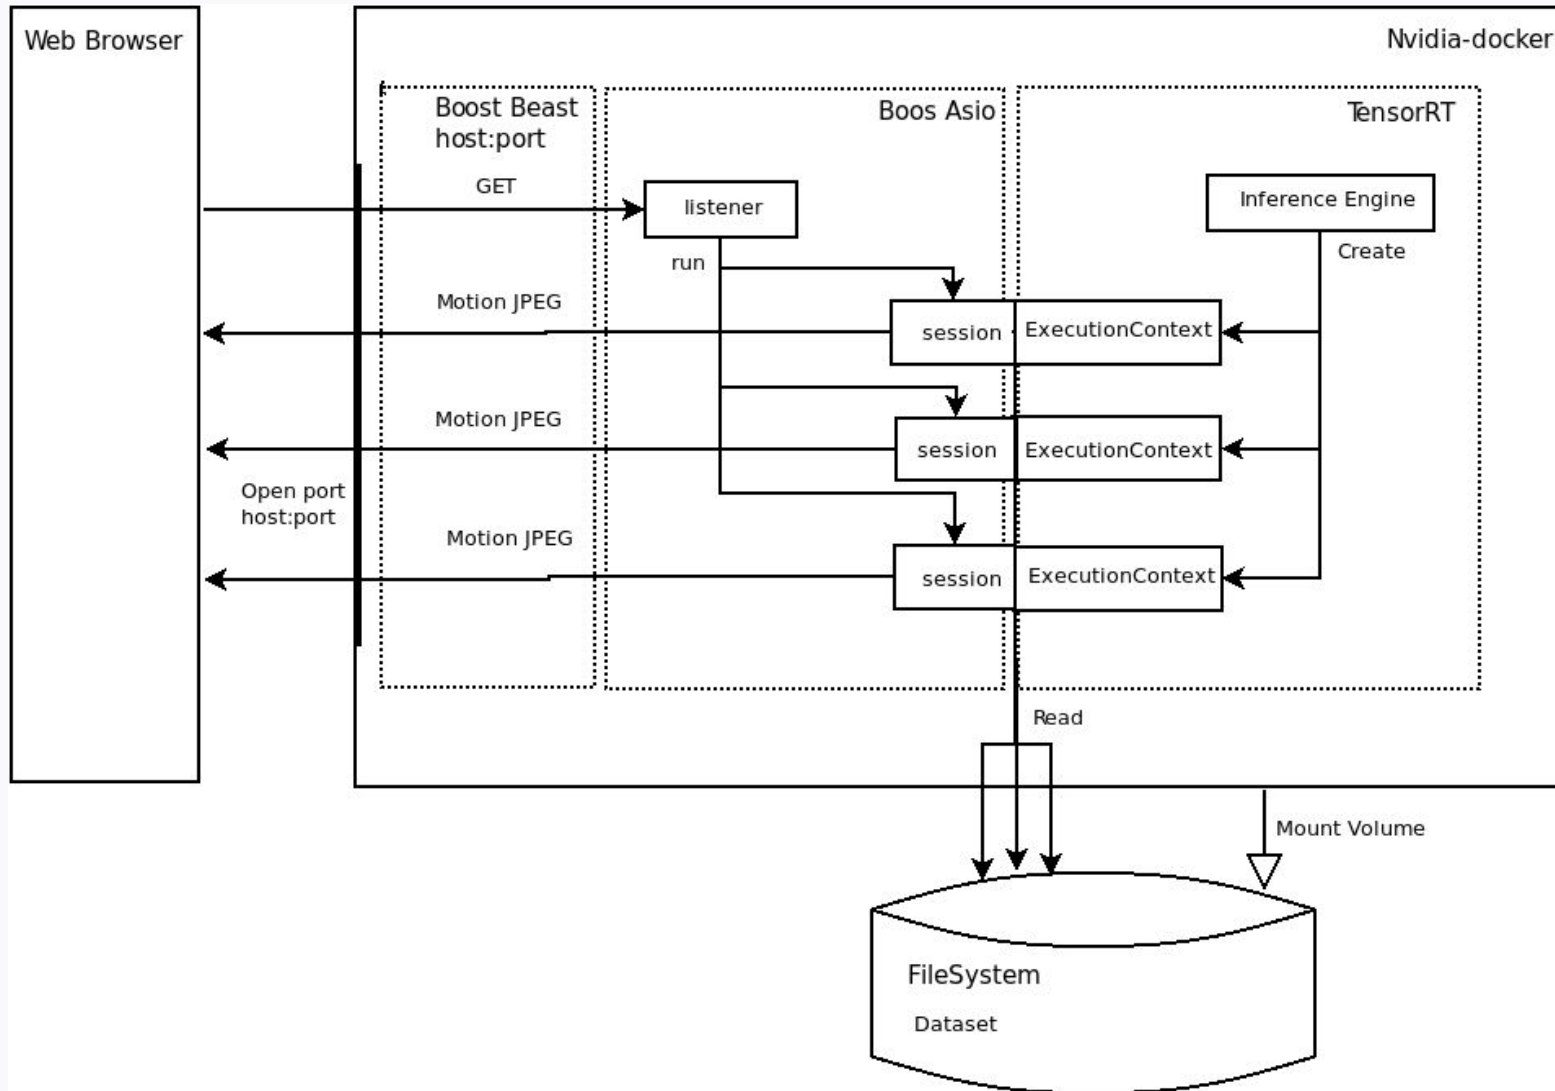 Web Browser
Nvidia-docker
Boost Beast
host:port
Boos Asio
TensorRT
GET
listener
Inference Engine
run
Create
Motion JPEG
session
ExecutionContext
Motion JPEG
session
ExecutionContext
Open port
host:port
Motion JPEG
session
ExecutionContext
Read
Mount Volume
FileSystem
Dataset